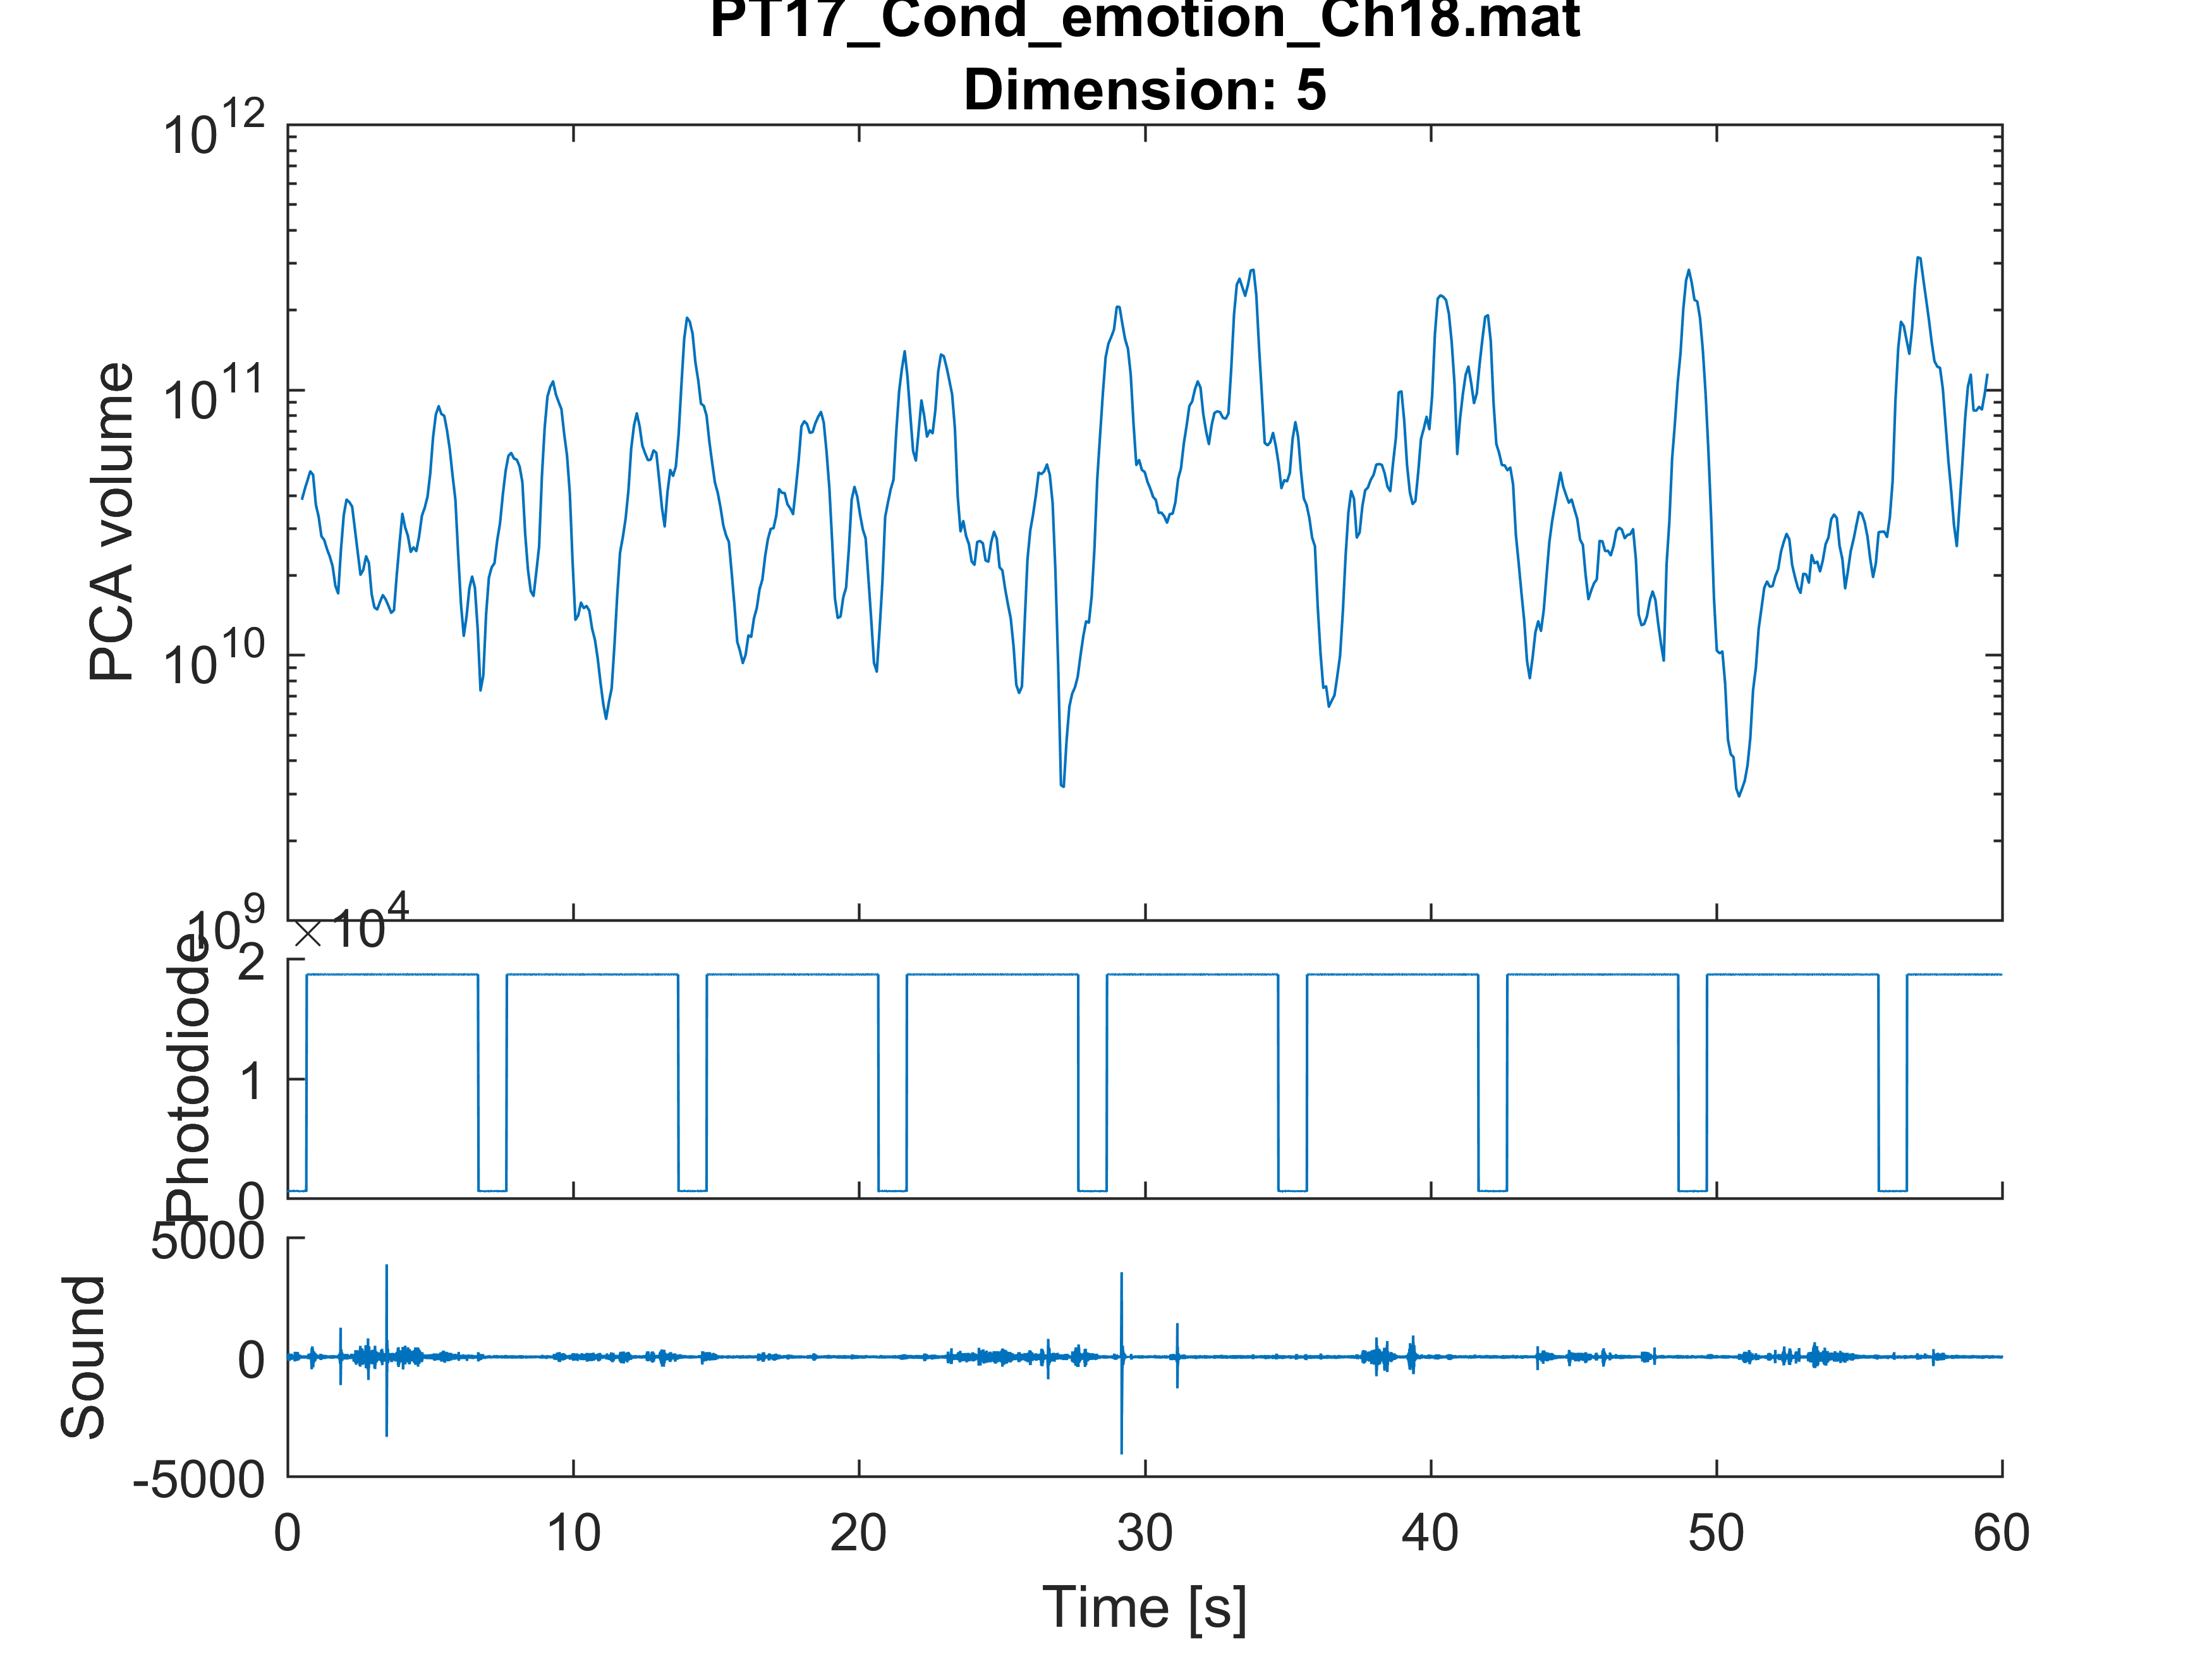 PT17_Cond_emotion_Ch18.mat
Dimension: 5
10^12
10^11
10^10
10^9
PCA volume
× 10^4
2
1
0
Photodiode
5000
0
-5000
Sound
0 10 20 30 40 50 60
Time [s]